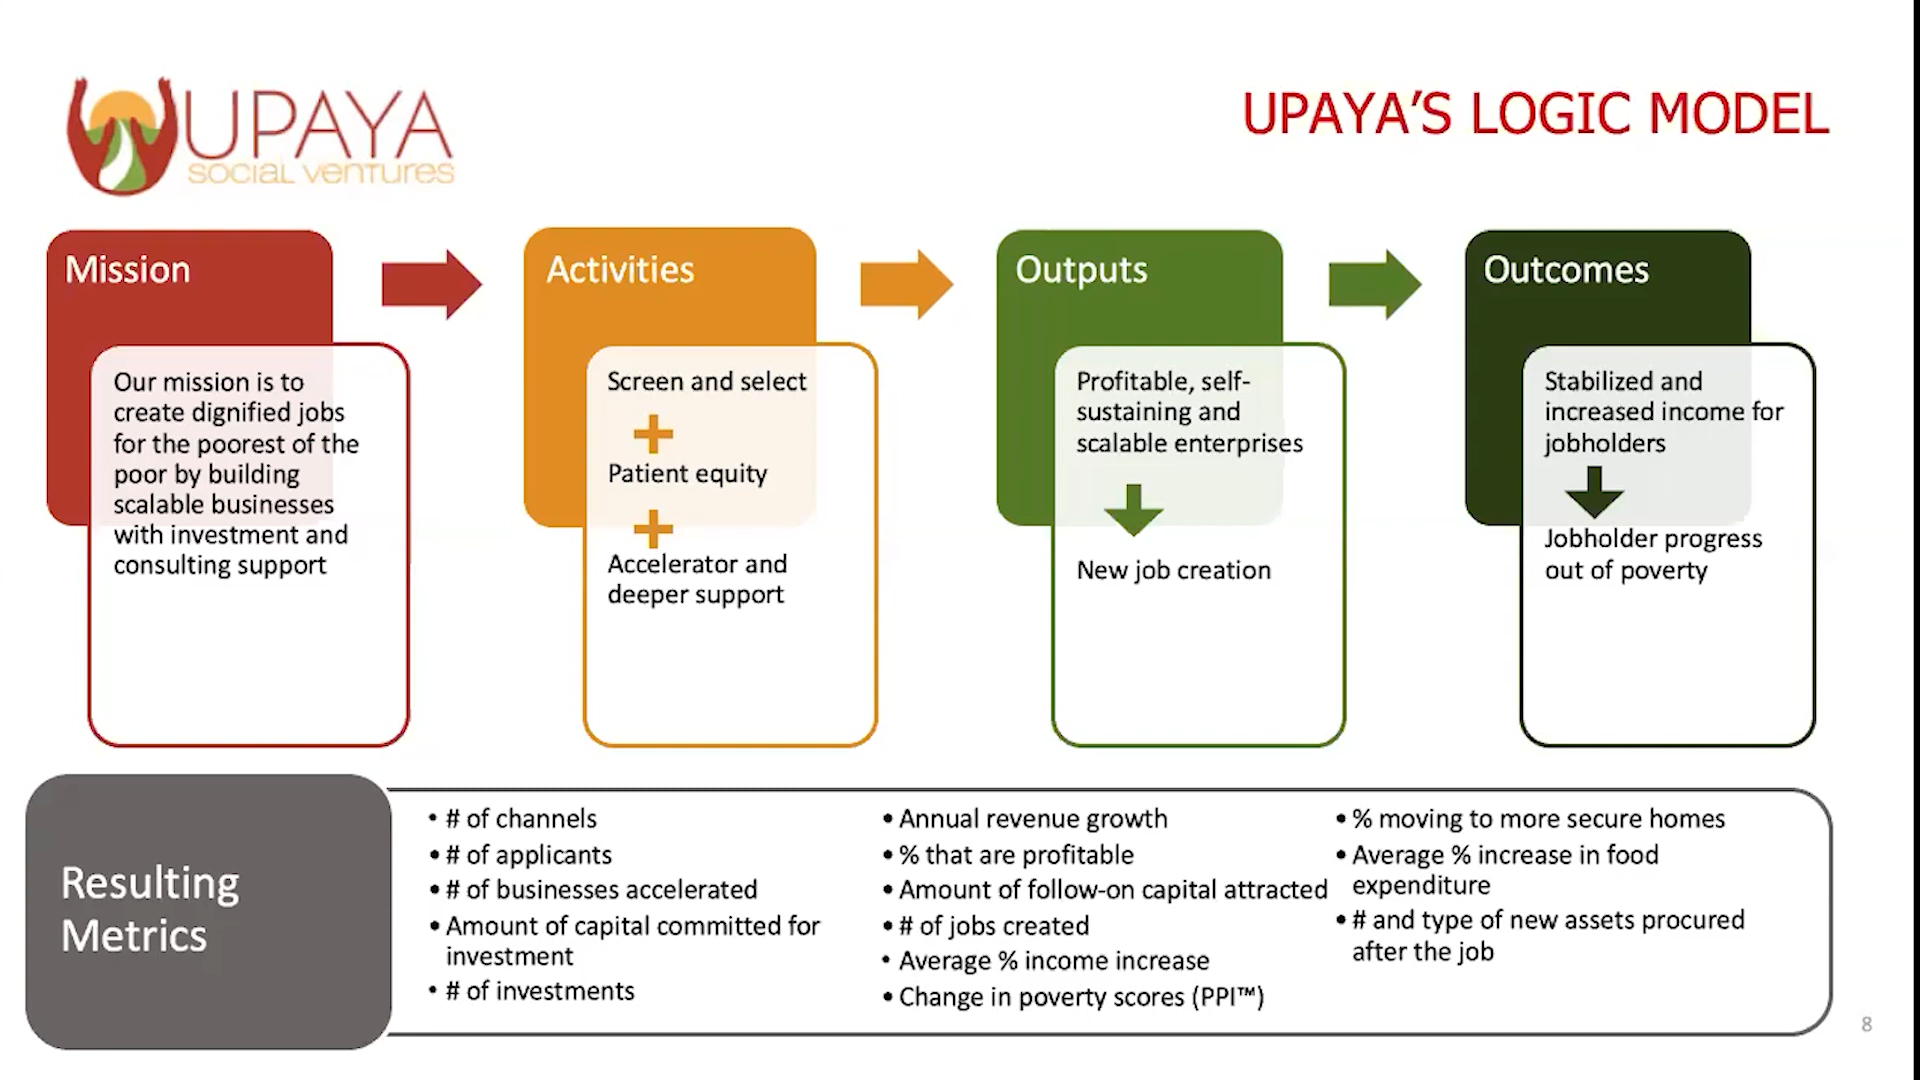 UPAYA
social ventures
UPAYA'S LOGIC MODEL
Mission
Our mission is to
create dignified jobs
for the poorest of the
poor by building
scalable businesses
with investment and
consulting support
Activities
Screen and select
+
Patient equity
+
Accelerator and
deeper support
Outputs
Profitable, self-
sustaining and
scalable enterprises
New job creation
Outcomes
Stabilized and
increased income for
jobholders
Jobholder progress
out of poverty
Resulting
Metrics
• # of channels
• # of applicants
• # of businesses accelerated
• Amount of capital committed for
investment
• # of investments
• Annual revenue growth
• % that are profitable
• Amount of follow-on capital attracted
• # of jobs created
• Average % income increase
• Change in poverty scores (PPI™)
• % moving to more secure homes
• Average % increase in food
expenditure
• # and type of new assets procured
after the job
8